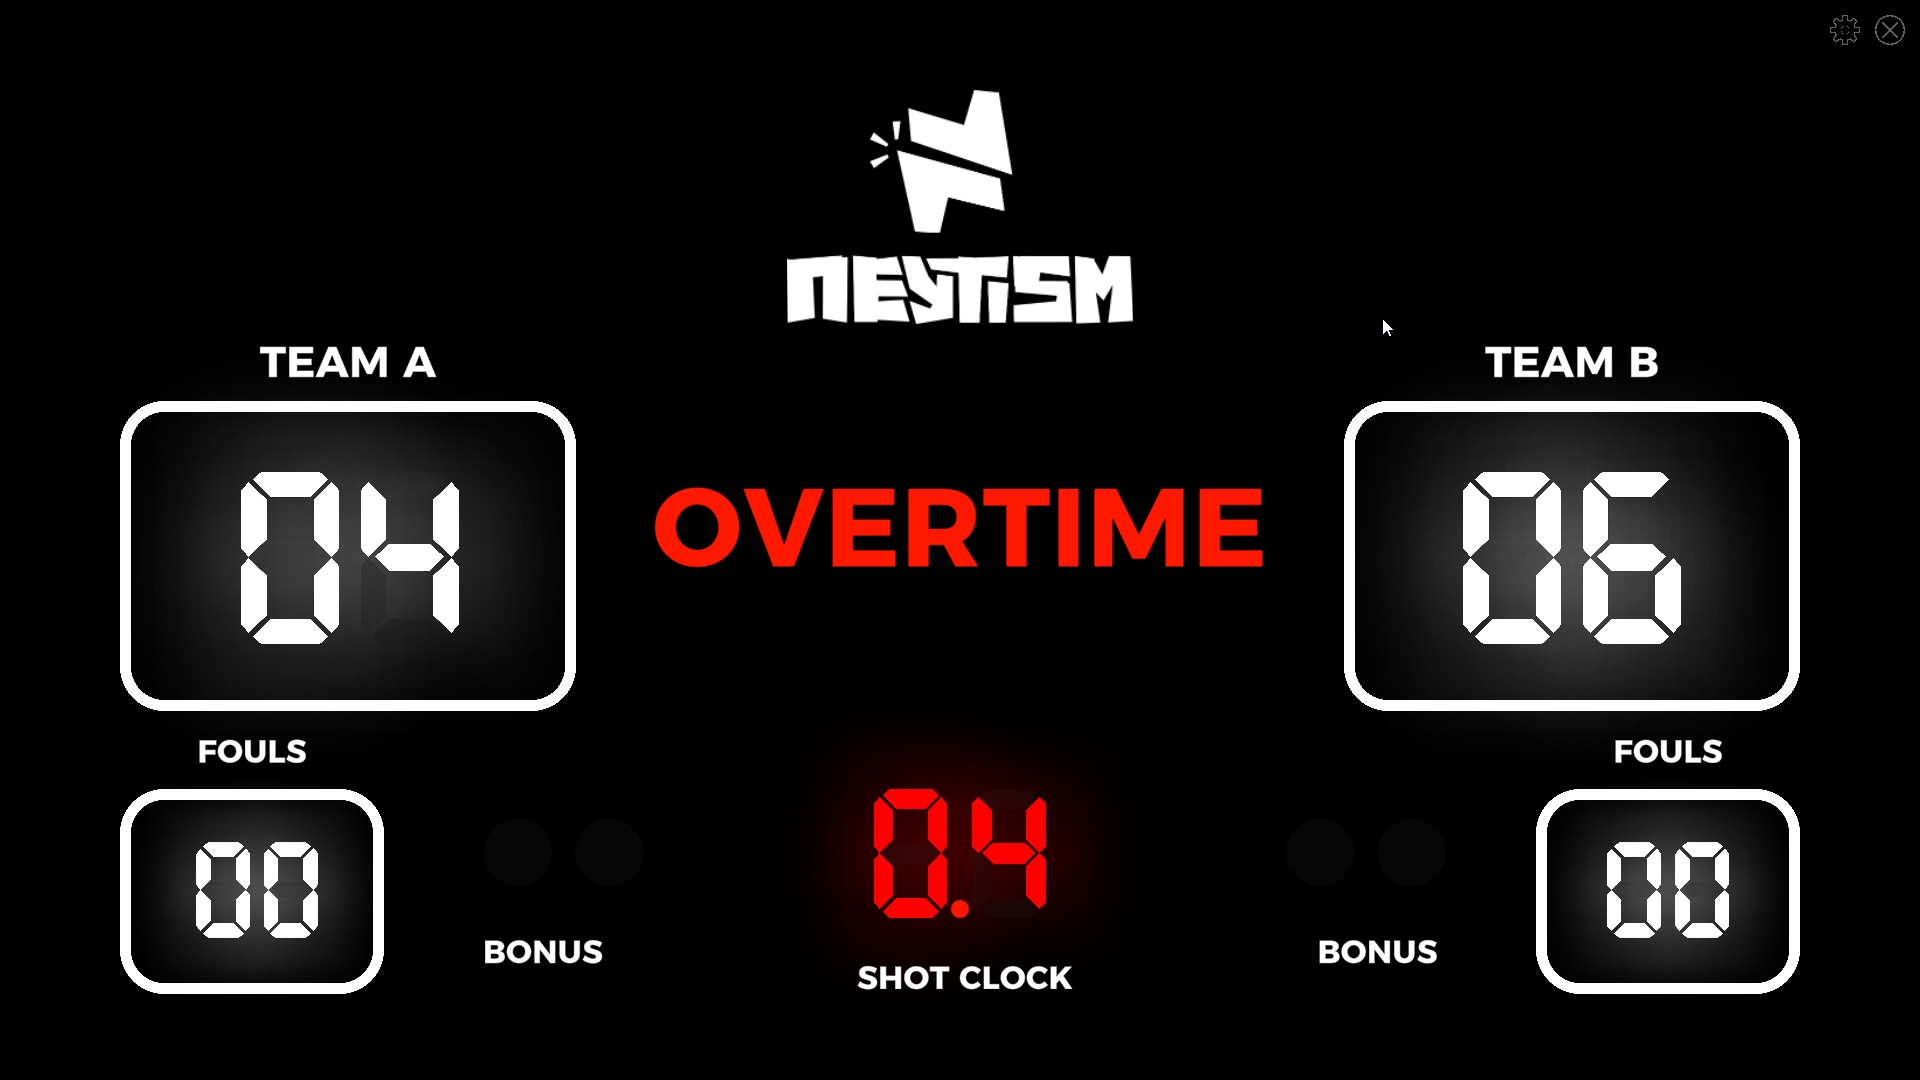 NEYTISM
TEAM A
TEAM B
04
OVERTIME
06
FOULS
FOULS
00
0.4
00
BONUS
BONUS
SHOT CLOCK